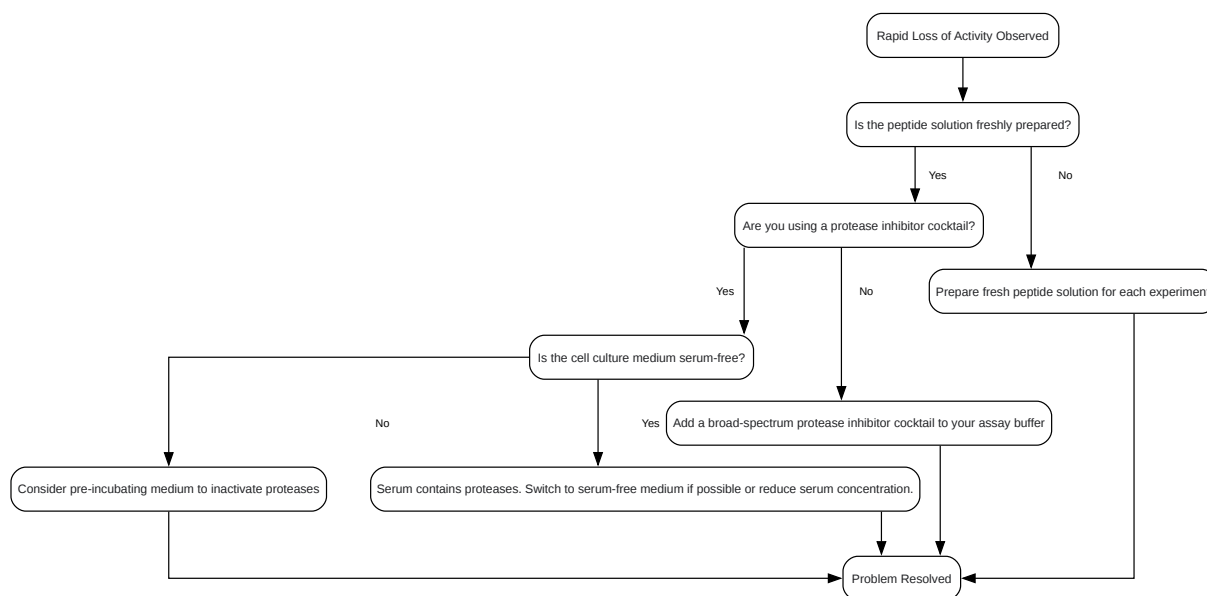 Rapid Loss of Activity Observed
Is the peptide solution freshly prepared?
Yes
No
Are you using a protease inhibitor cocktail?
Yes
No
Prepare fresh peptide solution for each experiment
Is the cell culture medium serum-free?
No
Yes
Add a broad-spectrum protease inhibitor cocktail to your assay buffer
Consider pre-incubating medium to inactivate proteases
Serum contains proteases. Switch to serum-free medium if possible or reduce serum concentration.
Problem Resolved